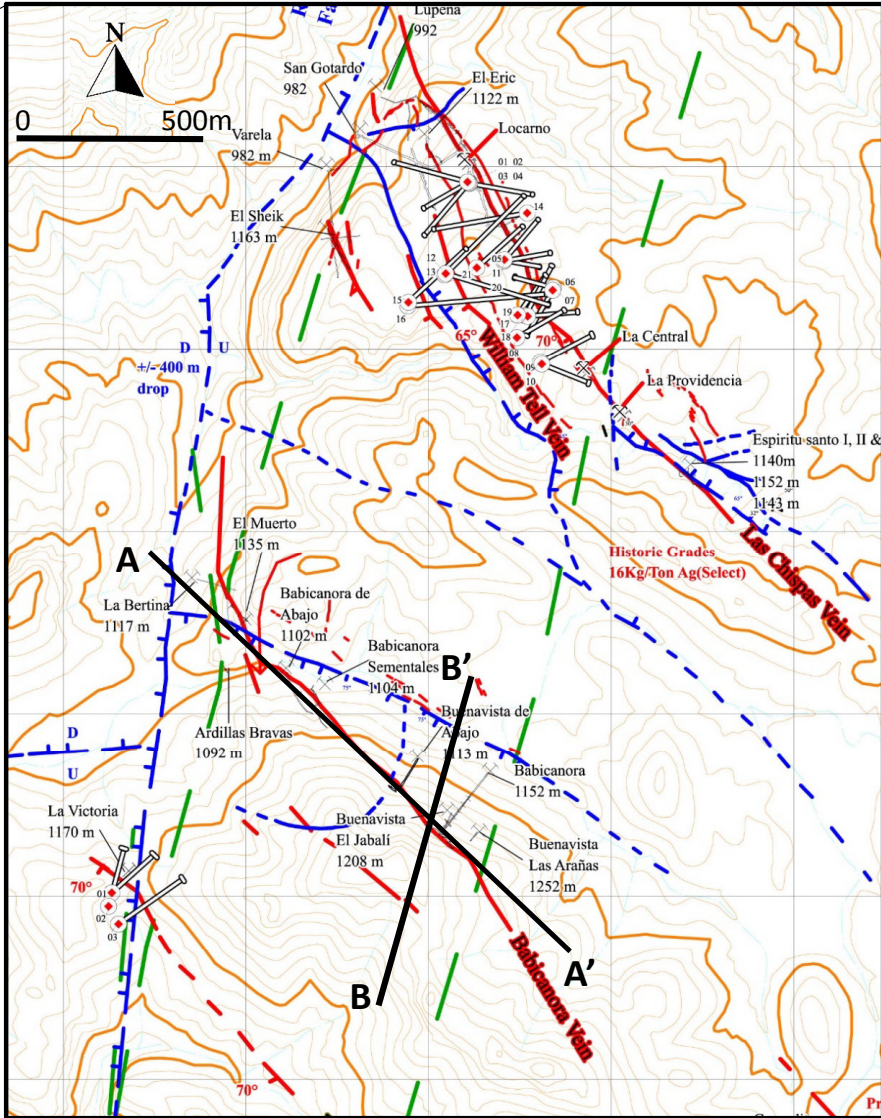 Lupena
992
N
San Gotardo
982
El Eric
1122 m
0 500m
Varela
982 m
Locarno
01 02
03 04
El Sheik
1163 m
14
12
13
21
05
11
20
06
07
15
16
19
17
18
08
09
10
65°
70°
D U
+/- 400 m
drop
William Tell Vein
La Central
La Providencia
Espiritu santo I, II &
1140m
1152 m
1143 m
65°
Las Chispas Vein
Historic Grades
16Kg/Ton Ag(Select)
A
El Muerto
1135 m
La Bertina
1117 m
Babicanora de
Abajo
1102 m
Babicanora
Sementales
1104 m
75°
75°
B'
Buenavista de
Abajo
1113 m
Ardillas Bravas
1092 m
D
U
Babicanora
1152 m
La Victoria
1170 m
Buenavista
El Jabalí
1208 m
Buenavista
Las Arañas
1252 m
70°
01
02
03
A'
B
Babicanora Vein
70°